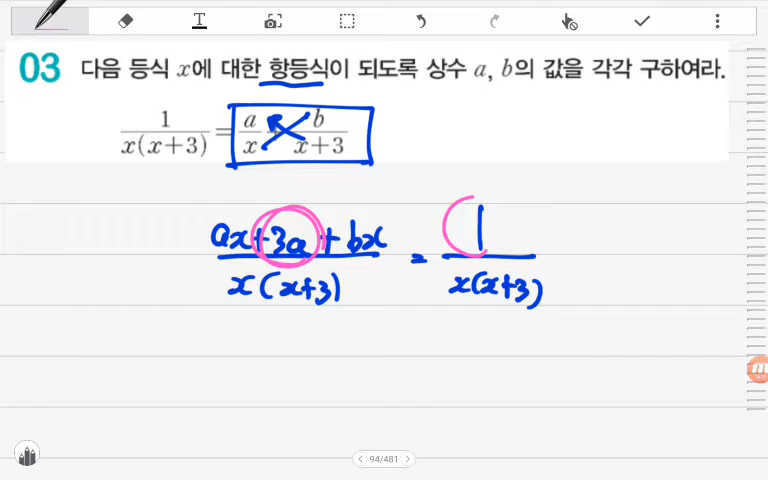 03 다음 등식 x에 대한 항등식이 되도록 상수 a, b의 값을 각각 구하여라.
1/x(x+3) = a/x + b/x+3
ax+3a+bx/x(x+3) = 1/x(x+3)
94/481